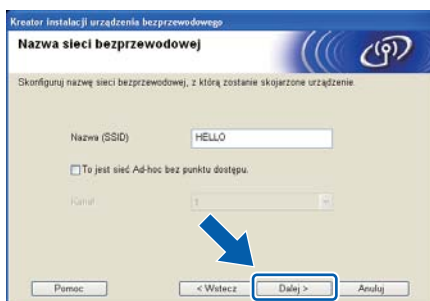 Kreator instalacji urządzenia bezprzewodowego
Nazwa sieci bezprzewodowej
Skonfiguruj nazwę sieci bezprzewodowej, z którą zostanie skojarzone urządzenie.
Nazwa (SSID) HELLO
To jest sieć Ad-hoc bez punktu dostępu.
Kanał 1
Pomoc < Wstecz Dalej > Anuluj